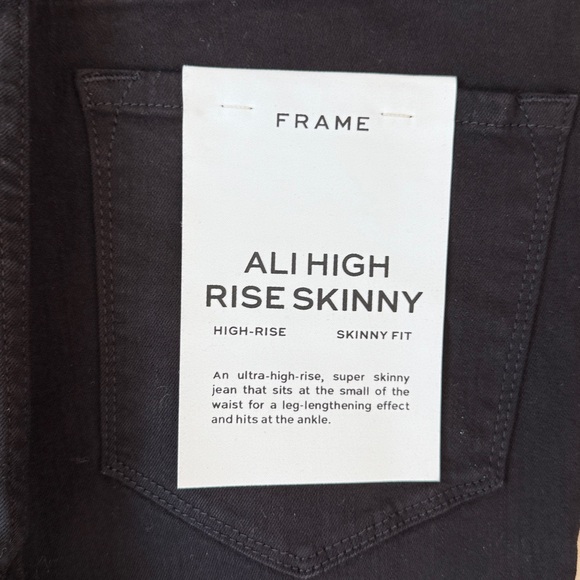 FRAME
ALI HIGH
RISE SKINNY
HIGH-RISE SKINNY FIT
An ultra-high-rise, super skinny
jean that sits at the small of the
waist for a leg-lengthening effect
and hits at the ankle.